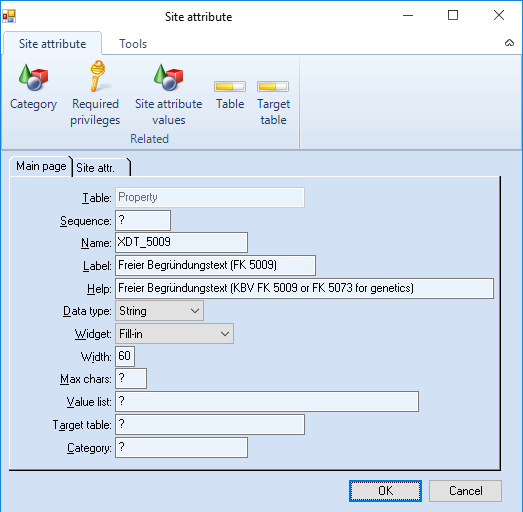 Site attribute
Site attribute Tools
Category Required privileges Site attribute values Table Target table
Related
Main page Site attr.
Table: Property
Sequence: ?
Name: XDT_5009
Label: Freier Begründungstext (FK 5009)
Help: Freier Begründungstext (KBV FK 5009 or FK 5073 for genetics)
Data type: String
Widget: Fill-in
Width: 60
Max chars: ?
Value list: ?
Target table: ?
Category: ?
OK Cancel